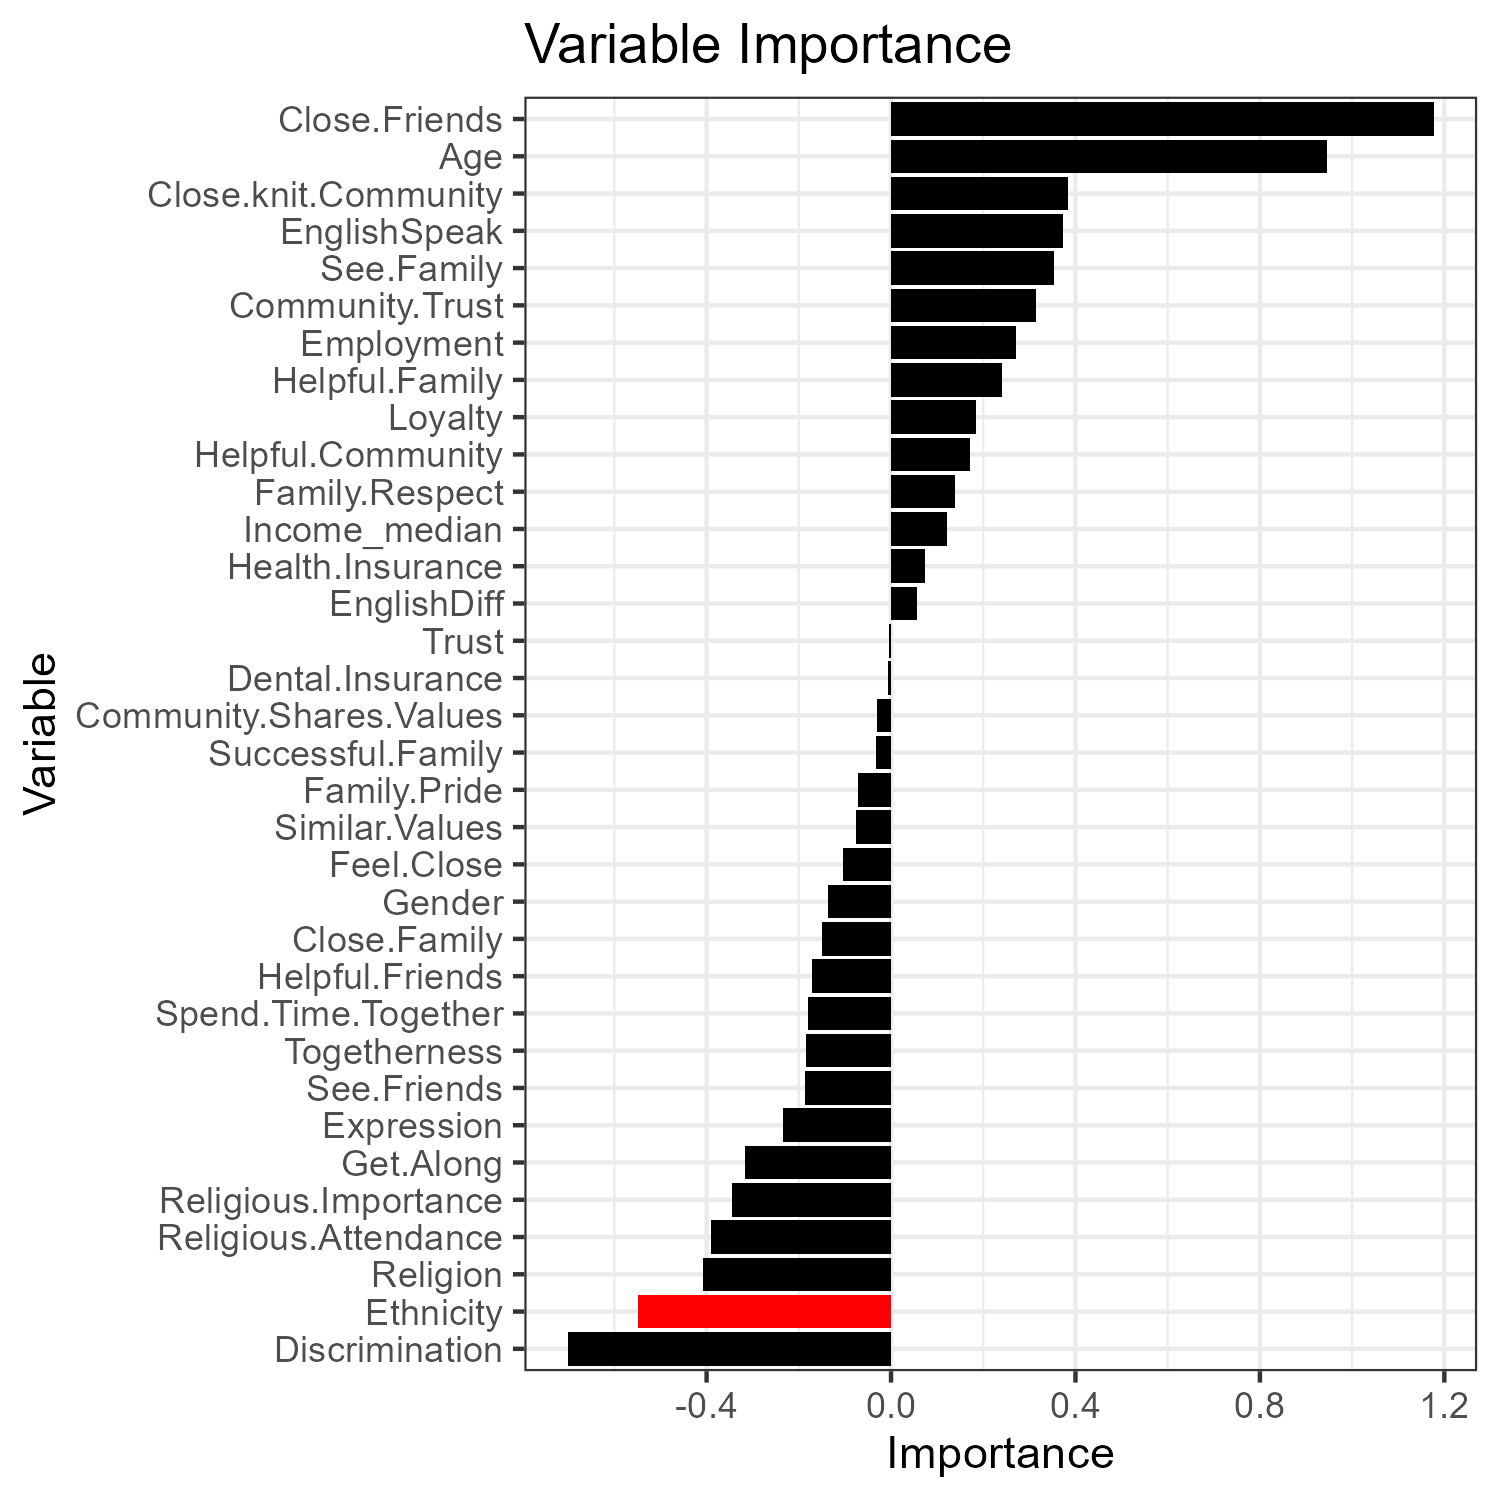 Variable Importance
Close.Friends
Age
Close.knit.Community
EnglishSpeak
See.Family
Community.Trust
Employment
Helpful.Family
Loyalty
Helpful.Community
Family.Respect
Income_median
Health.Insurance
EnglishDiff
Trust
Dental.Insurance
Community.Shares.Values
Successful.Family
Family.Pride
Similar.Values
Feel.Close
Gender
Close.Family
Helpful.Friends
Spend.Time.Together
Togetherness
See.Friends
Expression
Get.Along
Religious.Importance
Religious.Attendance
Religion
Ethnicity
Discrimination
Variable
-0.4 0.0 0.4 0.8 1.2
Importance